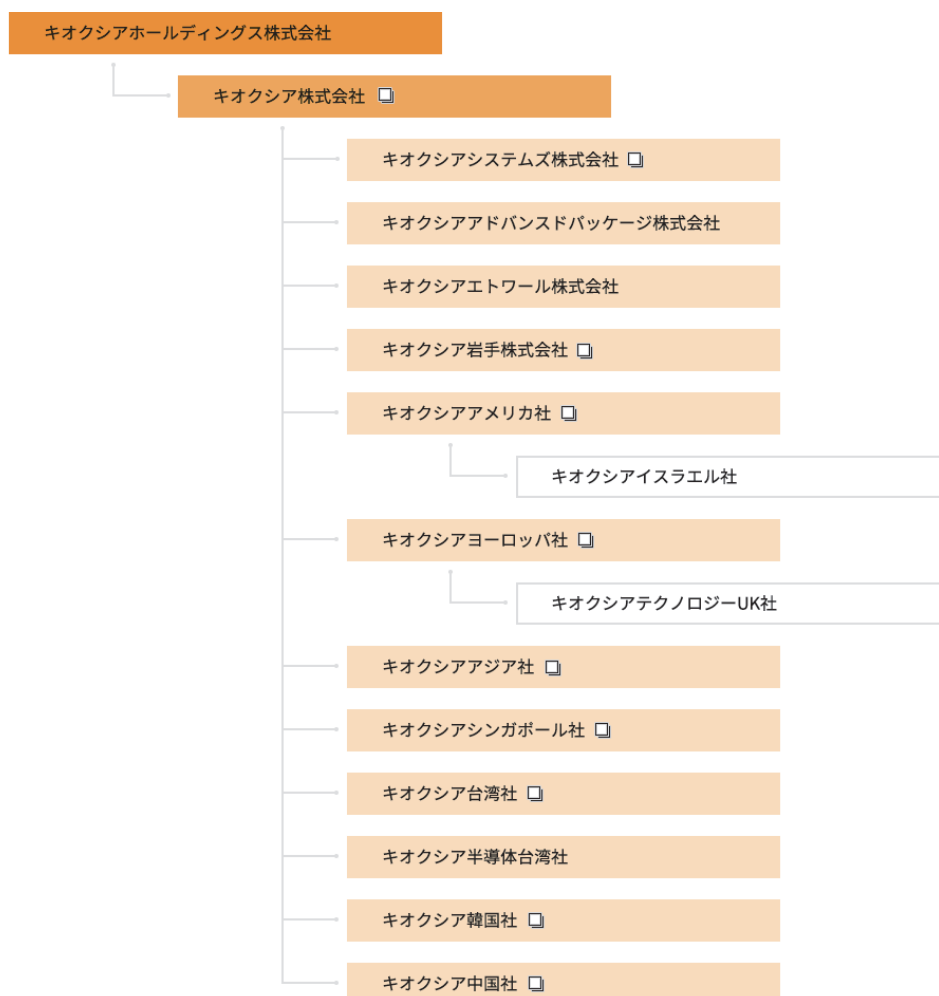 キオクシアホールディングス株式会社
キオクシア株式会社
キオクシアシステムズ株式会社
キオクシアアドバンスドパッケージ株式会社
キオクシアエトワール株式会社
キオクシア岩手株式会社
キオクシアアメリカ社
キオクシアイスラエル社
キオクシアヨーロッパ社
キオクシアテクノロジーUK社
キオクシアアジア社
キオクシアシンガポール社
キオクシア台湾社
キオクシア半導体台湾社
キオクシア韓国社
キオクシア中国社